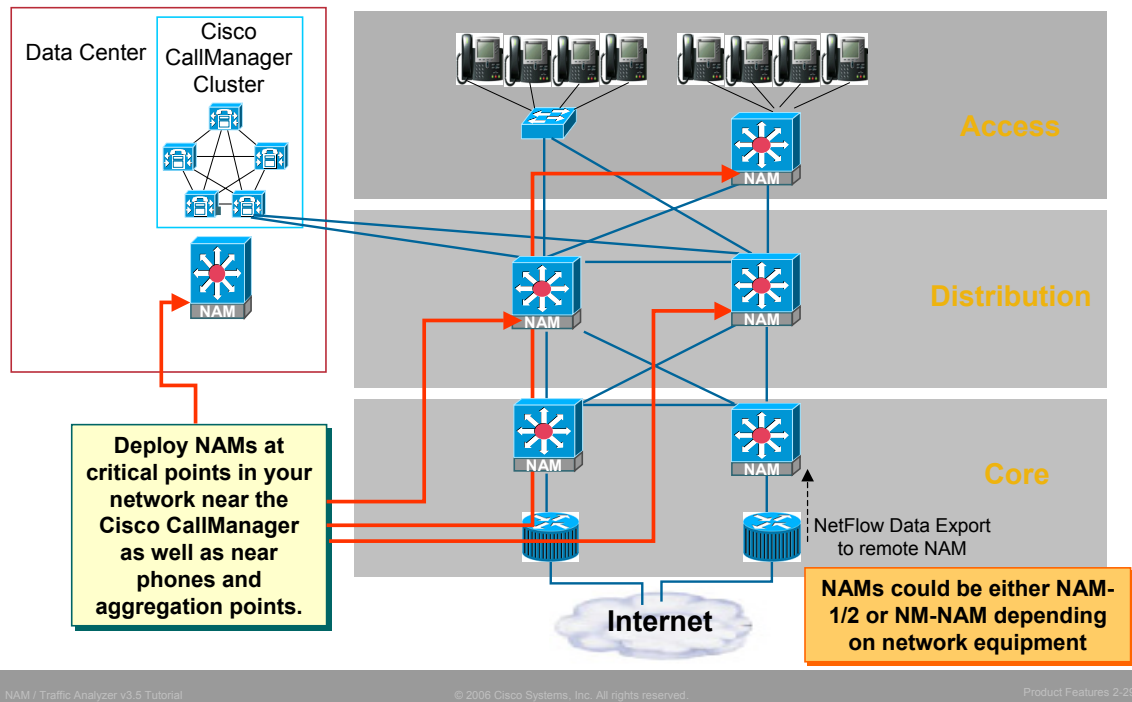 Data Center
Cisco
CallManager
Cluster
NAM
Access
NAM
Distribution
NAM
NAM
Core
NAM
NAM
Deploy NAMs at
critical points in your
network near the
Cisco CallManager
as well as near
phones and
aggregation points.
NetFlow Data Export
to remote NAM
Internet
NAMs could be either NAM-
1/2 or NM-NAM depending
on network equipment
NAM / Traffic Analyzer v3.5 Tutorial
© 2006 Cisco Systems, Inc. All rights reserved.
Product Features 2-29